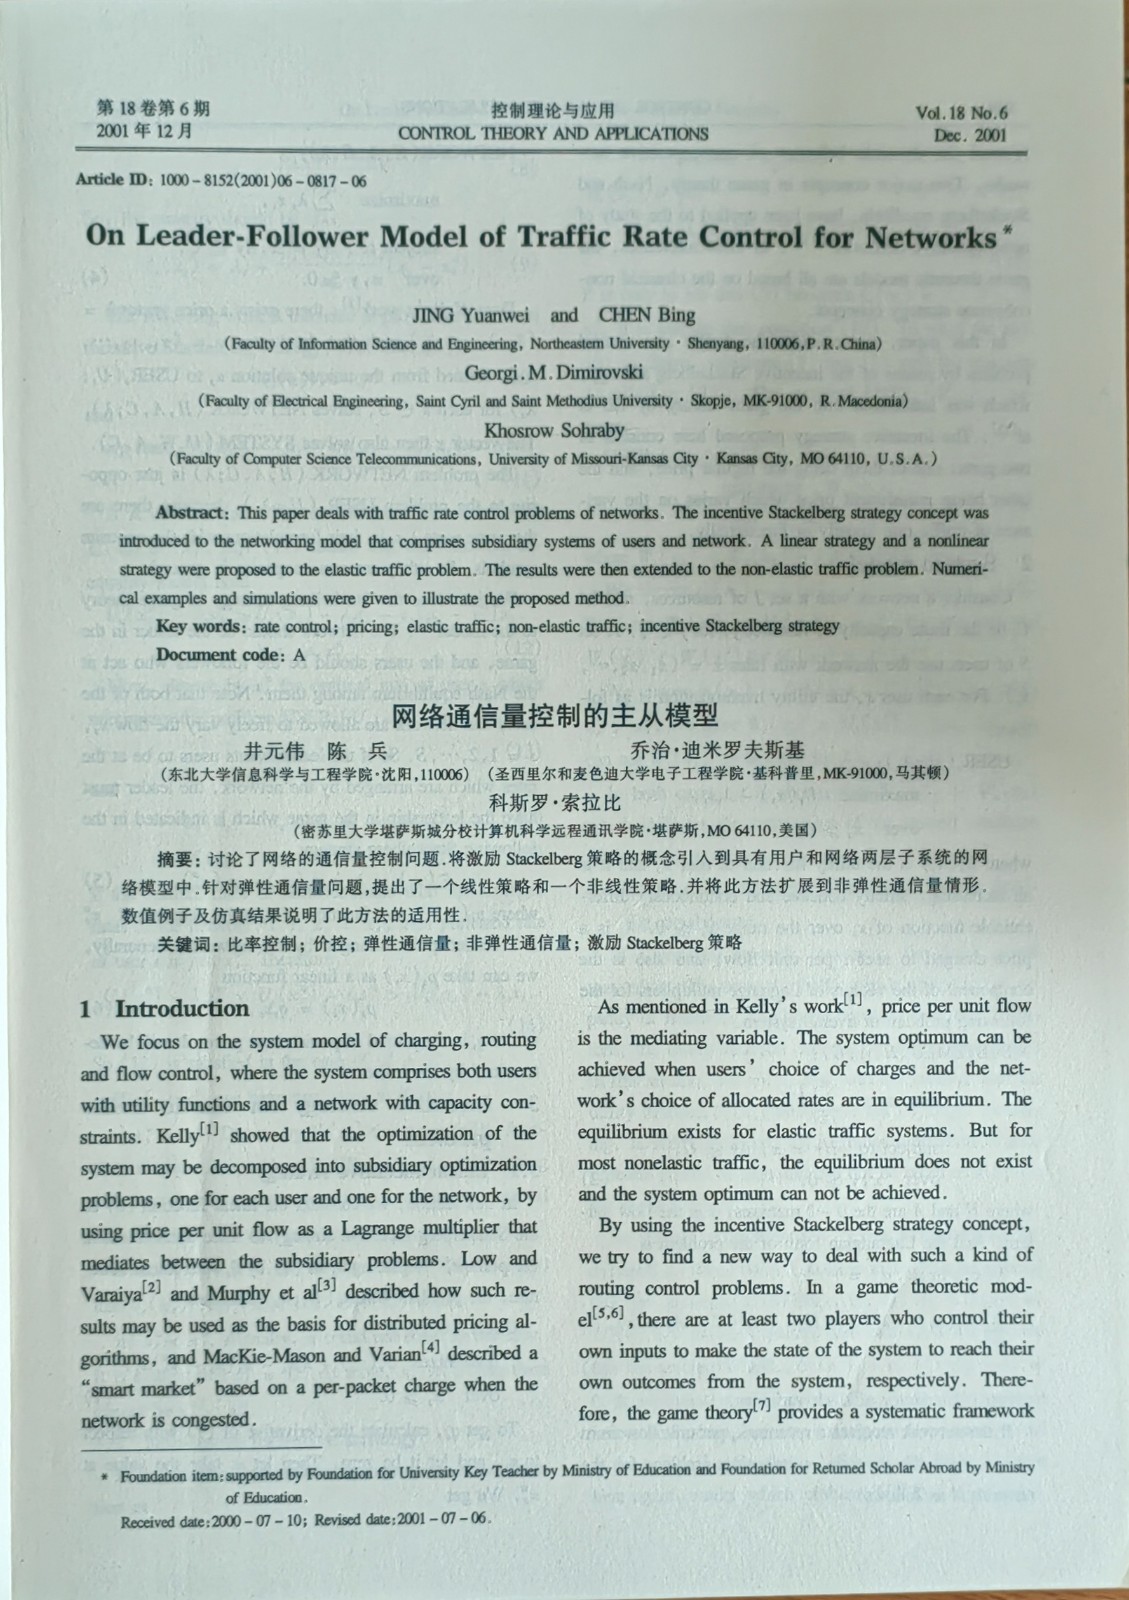 第 18 卷第 6 期
2001 年 12 月
控制理论与应用
CONTROL THEORY AND APPLICATIONS
Vol. 18 No. 6
Dec. 2001
Article ID: 1000-8152(2001)06-0817-06
On Leader-Follower Model of Traffic Rate Control for Networks*
JING Yuanwei and CHEN Bing
(Faculty of Information Science and Engineering, Northeastern University · Shenyang, 110006, P. R. China)
Georgi. M. Dimirovski
(Faculty of Electrical Engineering, Saint Cyril and Saint Methodius University · Skopje, MK-91000, R. Macedonia)
Khosrow Sohraby
(Faculty of Computer Science Telecommunications, University of Missouri-Kansas City · Kansas City, MO 64110, U.S.A.)
Abstract: This paper deals with traffic rate control problems of networks. The incentive Stackelberg strategy concept was
introduced to the networking model that comprises subsidiary systems of users and network. A linear strategy and a nonlinear
strategy were proposed to the elastic traffic problem. The results were then extended to the non-elastic traffic problem. Numeri-
cal examples and simulations were given to illustrate the proposed method.
Key words: rate control; pricing; elastic traffic; non-elastic traffic; incentive Stackelberg strategy
Document code: A
网络通信量控制的主从模型
井元伟 陈 兵 乔治·迪米罗夫斯基
(东北大学信息科学与工程学院·沈阳,110006) (圣西里尔和麦色迪大学电子工程学院·基科普里,MK-91000,马其顿)
科斯罗·索拉比
(密苏里大学堪萨斯城分校计算机科学远程通讯学院·堪萨斯,MO 64110,美国)
摘要: 讨论了网络的通信量控制问题.将激励 Stackelberg 策略的概念引入到具有用户和网络两层子系统的网
络模型中.针对弹性通信量问题,提出了一个线性策略和一个非线性策略.并将此方法扩展到非弹性通信量情形.
数值例子及仿真结果说明了此方法的适用性.
关键词: 比率控制; 价控; 弹性通信量; 非弹性通信量; 激励 Stackelberg 策略
1 Introduction
We focus on the system model of charging, routing
and flow control, where the system comprises both users
with utility functions and a network with capacity con-
straints. Kelly[1] showed that the optimization of the
system may be decomposed into subsidiary optimization
problems, one for each user and one for the network, by
using price per unit flow as a Lagrange multiplier that
mediates between the subsidiary problems. Low and
Varaiya[2] and Murphy et al[3] described how such re-
sults may be used as the basis for distributed pricing al-
gorithms, and MacKie-Mason and Varian[4] described a
“smart market” based on a per-packet charge when the
network is congested.
As mentioned in Kelly's work[1], price per unit flow
is the mediating variable. The system optimum can be
achieved when users' choice of charges and the net-
work's choice of allocated rates are in equilibrium. The
equilibrium exists for elastic traffic systems. But for
most nonelastic traffic, the equilibrium does not exist
and the system optimum can not be achieved.
By using the incentive Stackelberg strategy concept,
we try to find a new way to deal with such a kind of
routing control problems. In a game theoretic mod-
el[5,6], there are at least two players who control their
own inputs to make the state of the system to reach their
own outcomes from the system, respectively. There-
fore, the game theory[7] provides a systematic framework
* Foundation item: supported by Foundation for University Key Teacher by Ministry of Education and Foundation for Returned Scholar Abroad by Ministry
of Education.
Received date: 2000-07-10; Revised date: 2001-07-06.